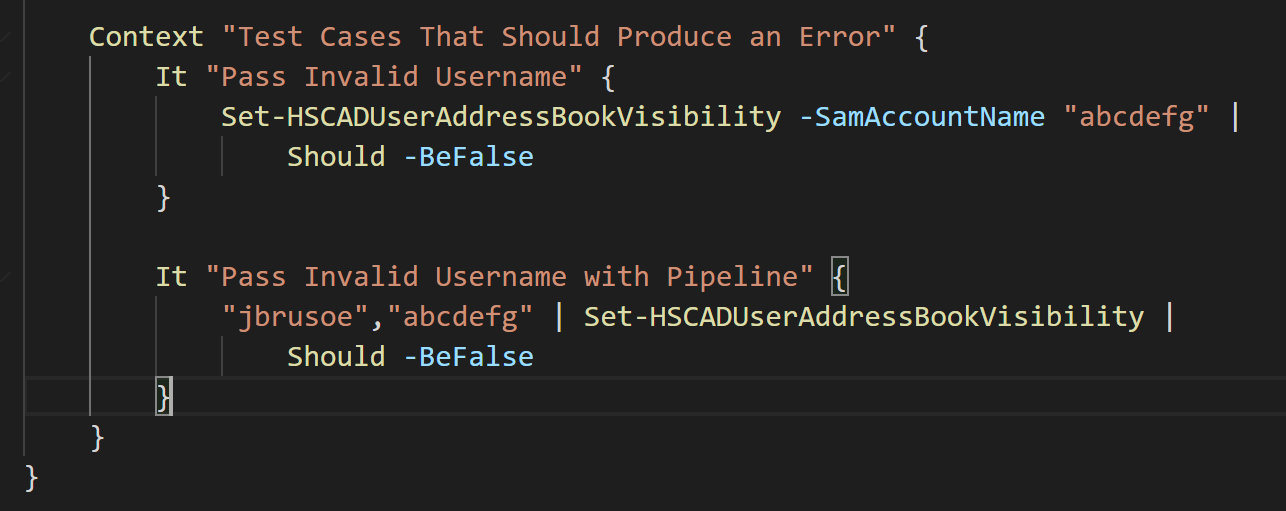 Context "Test Cases That Should Produce an Error" {
It "Pass Invalid Username" {
Set-HSCADUserAddressBookVisibility -SamAccountName "abcdefg" |
Should -BeFalse
}
It "Pass Invalid Username with Pipeline" {
"jbrusoe","abcdefg" | Set-HSCADUserAddressBookVisibility |
Should -BeFalse
}
}
}